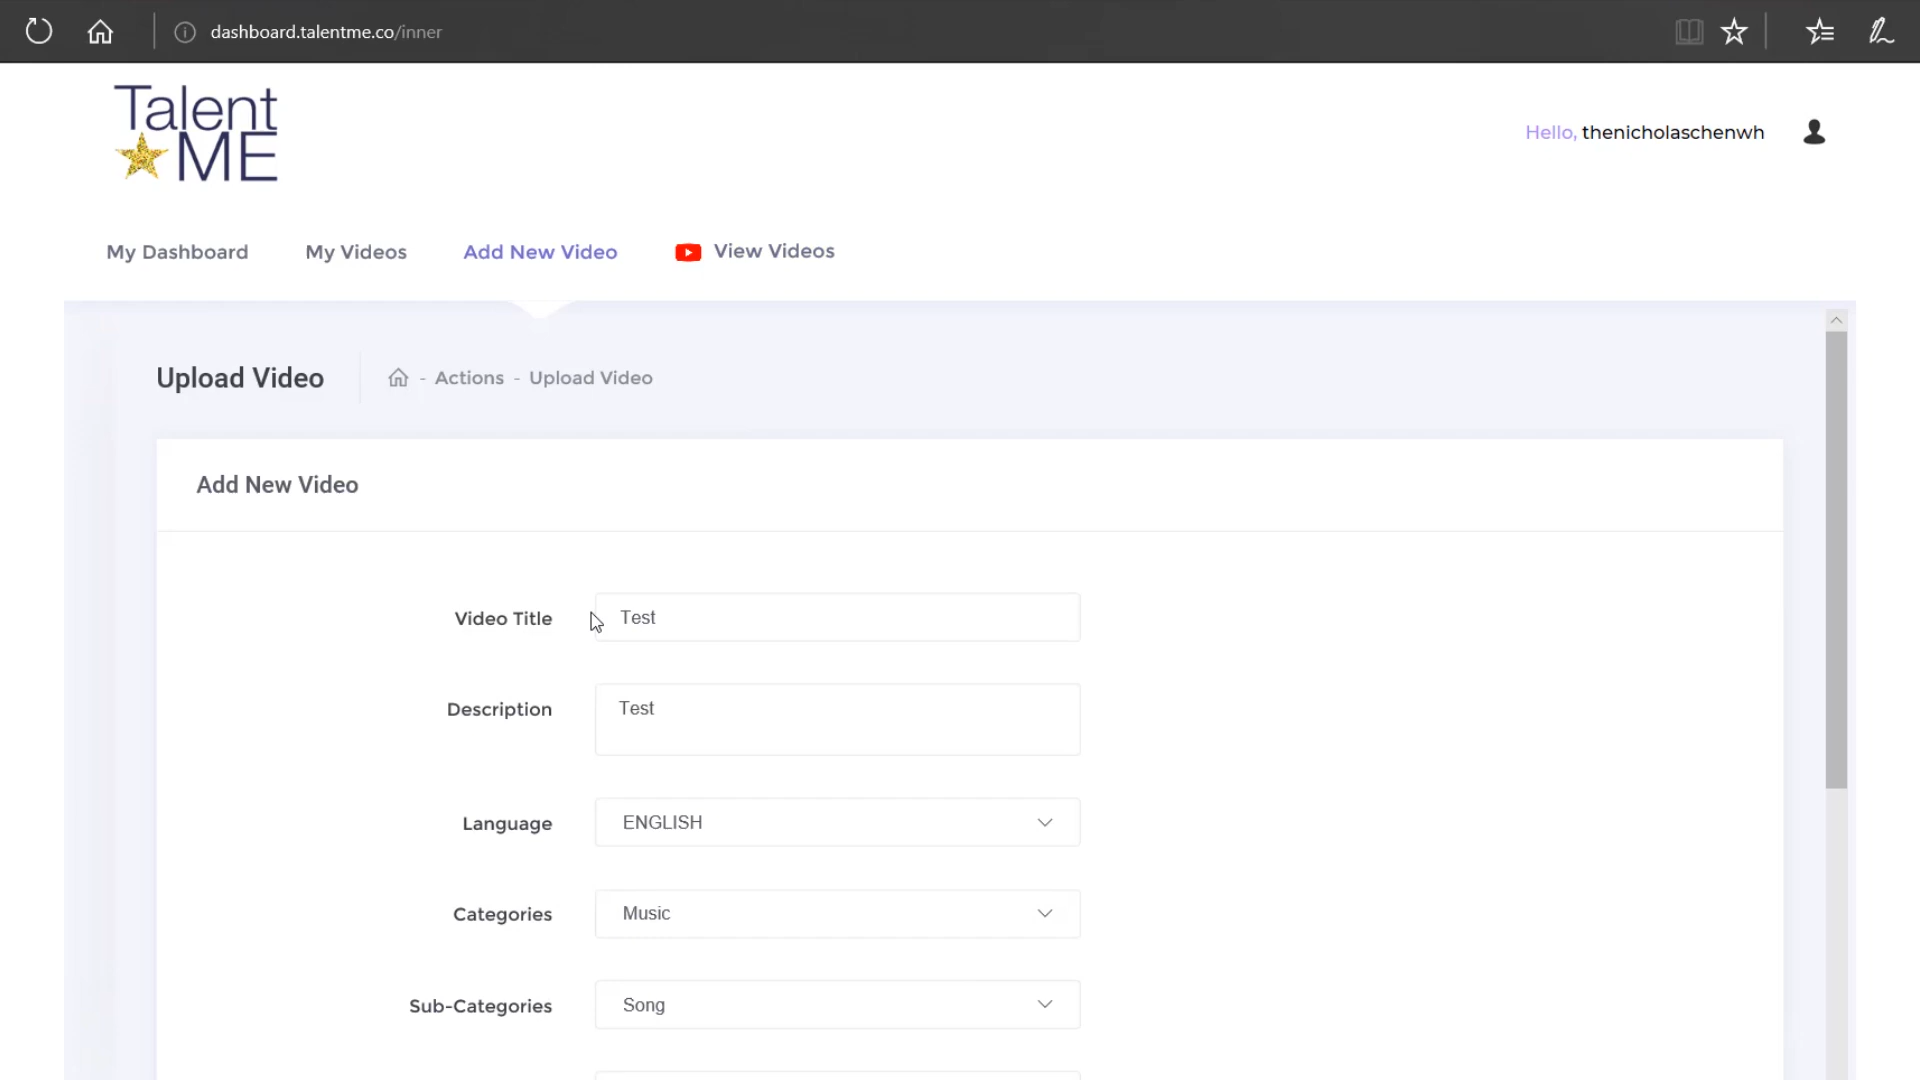 dashboard.talentme.co/inner
Talent
ME
Hello, thenicholaschenwh
My Dashboard My Videos Add New Video View Videos
Upload Video - Actions - Upload Video
Add New Video
Video Title Test
Description Test
Language ENGLISH
Categories Music
Sub-Categories Song